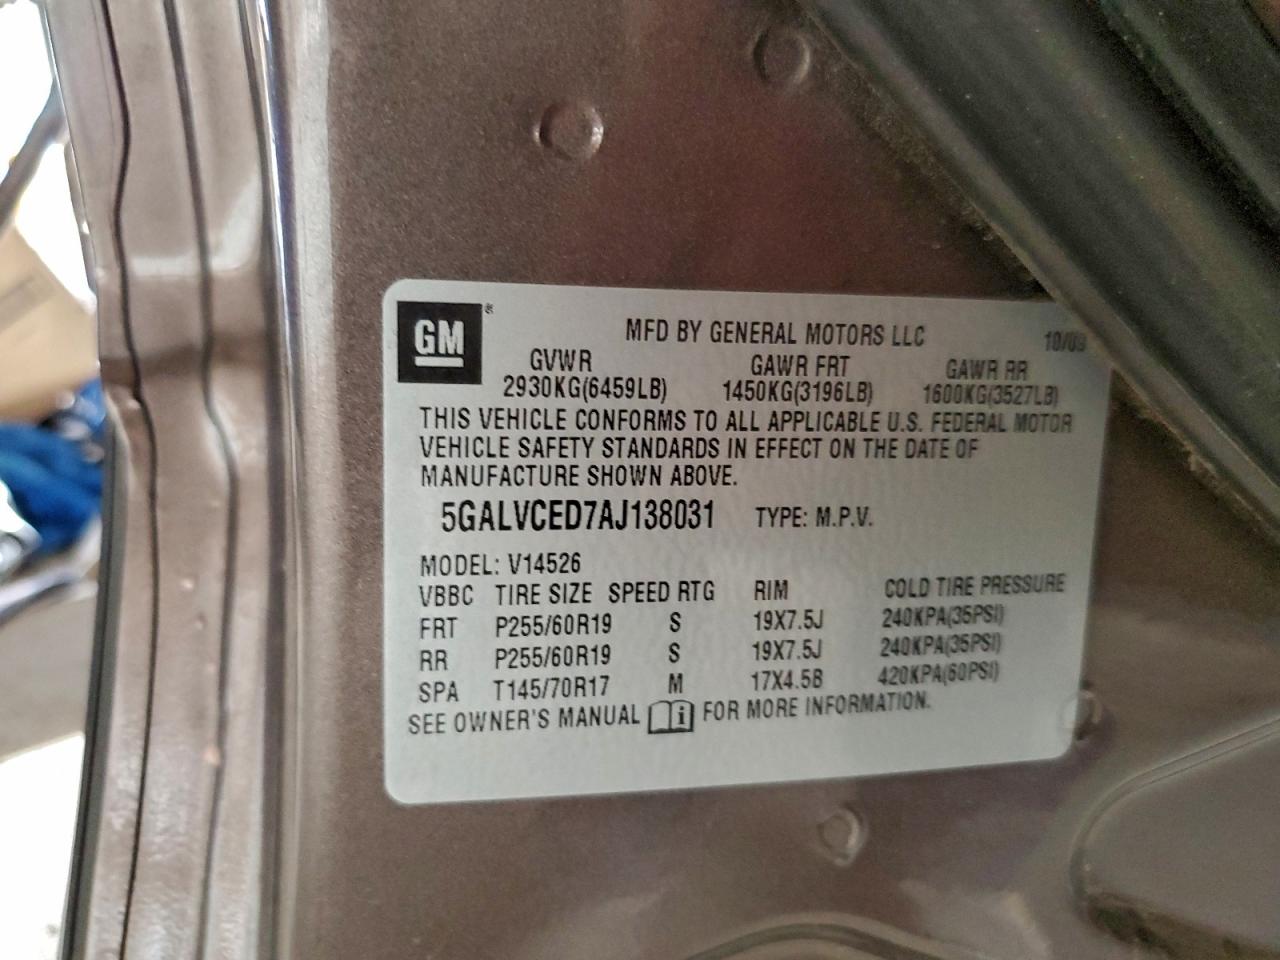 GM®
MFD BY GENERAL MOTORS LLC 10/09
GVWR GAWR FRT GAWR RR
2930KG(6459LB) 1450KG(3196LB) 1600KG(3527LB)
THIS VEHICLE CONFORMS TO ALL APPLICABLE U.S. FEDERAL MOTOR
VEHICLE SAFETY STANDARDS IN EFFECT ON THE DATE OF
MANUFACTURE SHOWN ABOVE.
5GALVCED7AJ138031 TYPE: M.P.V.
MODEL: V14526
VBBC TIRE SIZE SPEED RTG RIM COLD TIRE PRESSURE
FRT P255/60R19 S 19X7.5J 240KPA(35PSI)
RR P255/60R19 S 19X7.5J 240KPA(35PSI)
SPA T145/70R17 M 17X4.5B 420KPA(60PSI)
SEE OWNER'S MANUAL i FOR MORE INFORMATION.